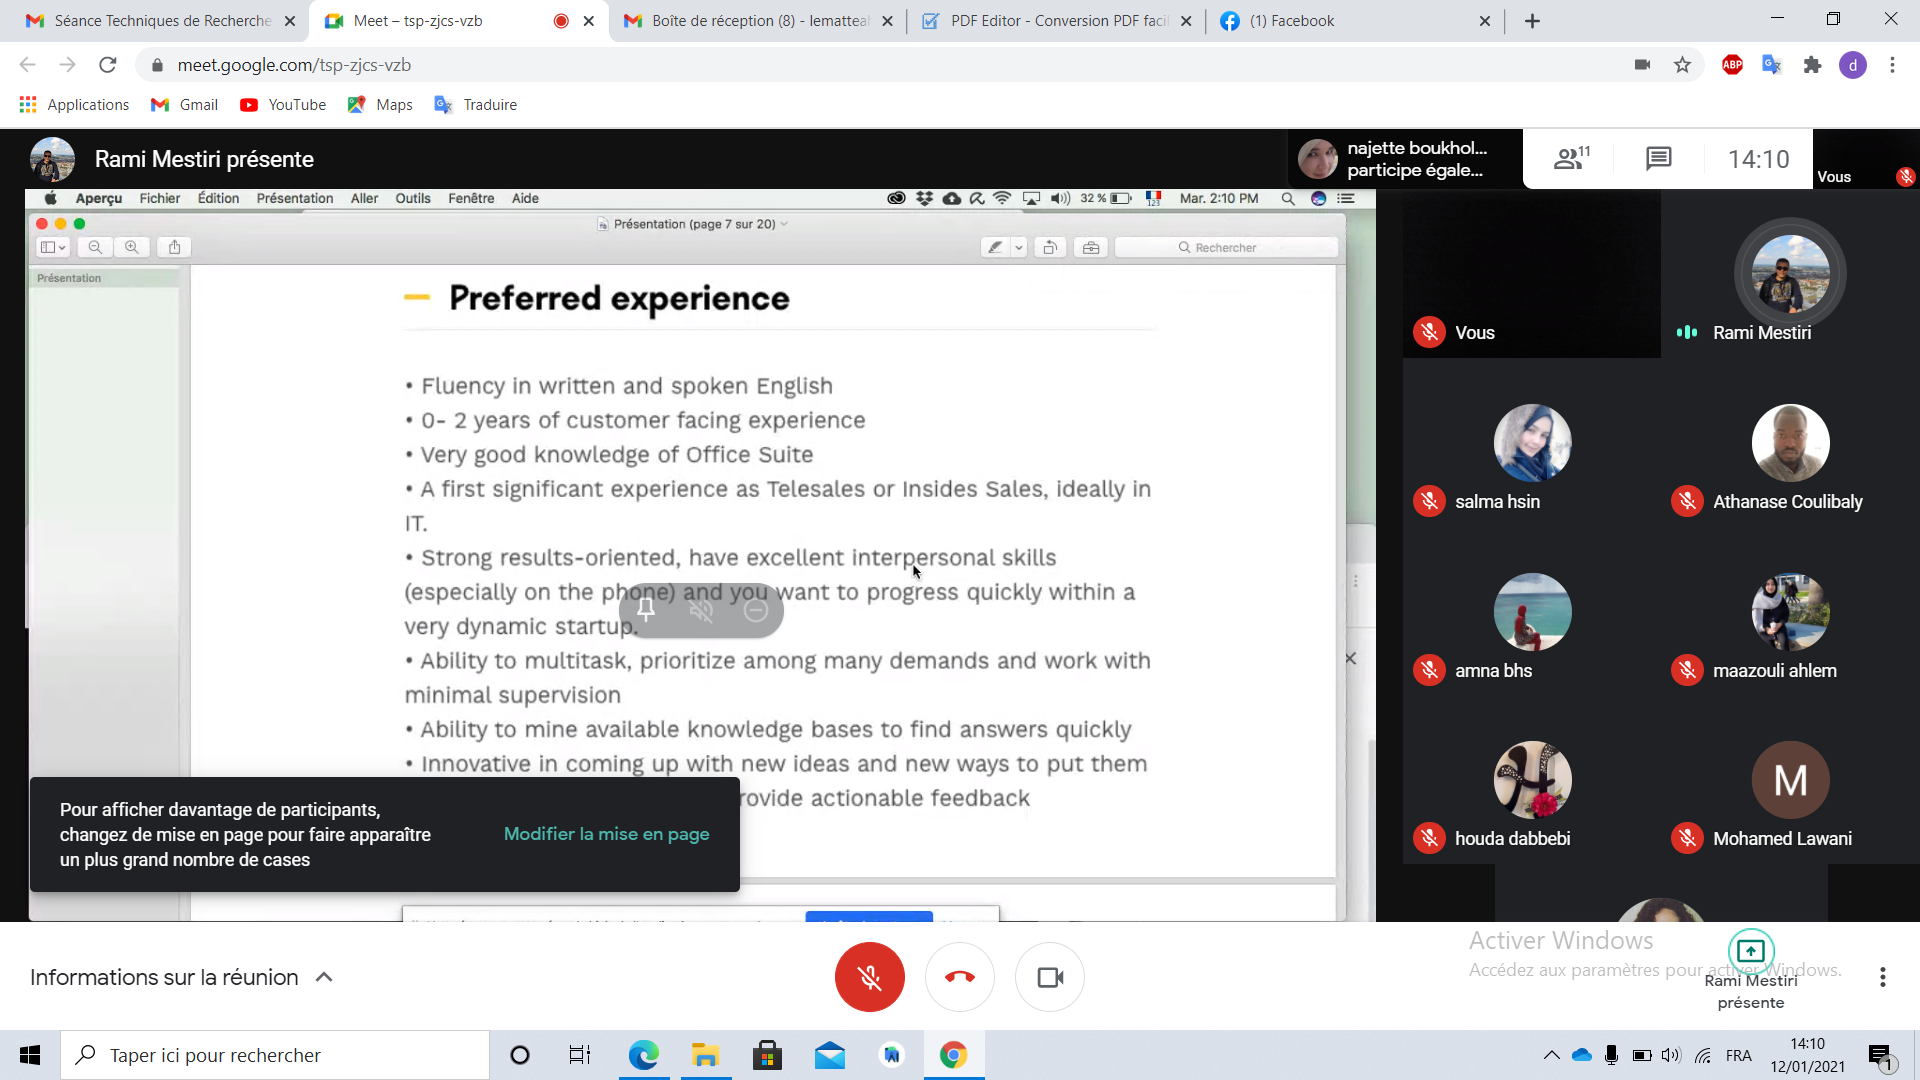 Séance Techniques de Recherche
Meet – tsp-zjcs-vzb
Boîte de réception (8) - lemattea
PDF Editor - Conversion PDF faci
(1) Facebook
meet.google.com/tsp-zjcs-vzb
ABP
d
Applications
Gmail
YouTube
Maps
Traduire
Rami Mestiri présente
najette boukhol...
participe égale...
11
14:10
Vous
Aperçu Fichier Édition Présentation Aller Outils Fenêtre Aide
32 %
123
Mar. 2:10 PM
Présentation (page 7 sur 20)
Rechercher
Présentation
Preferred experience
• Fluency in written and spoken English
• 0- 2 years of customer facing experience
• Very good knowledge of Office Suite
• A first significant experience as Telesales or Insides Sales, ideally in
IT.
• Strong results-oriented, have excellent interpersonal skills
(especially on the phone) and you want to progress quickly within a
very dynamic startup.
• Ability to multitask, prioritize among many demands and work with
minimal supervision
• Ability to mine available knowledge bases to find answers quickly
• Innovative in coming up with new ideas and new ways to put them
rovide actionable feedback
Pour afficher davantage de participants,
changez de mise en page pour faire apparaître
un plus grand nombre de cases
Modifier la mise en page
Vous
Rami Mestiri
salma hsin
Athanase Coulibaly
amna bhs
maazouli ahlem
houda dabbebi
M
Mohamed Lawani
Informations sur la réunion
Activer Windows
Accédez aux paramètres pour activer Windows.
Rami Mestiri
présente
Taper ici pour rechercher
FRA
14:10
12/01/2021
1